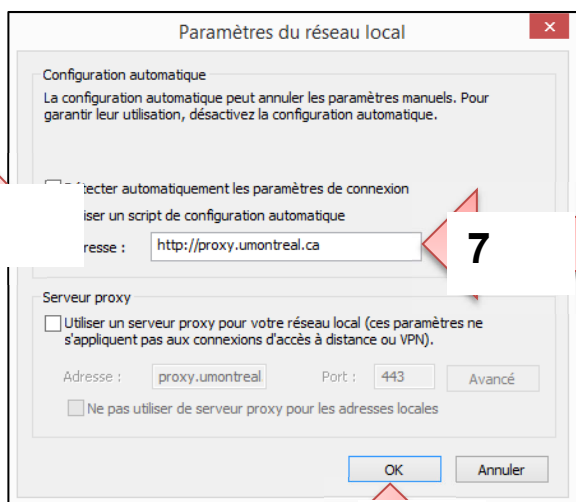 Paramètres du réseau local
Configuration automatique
La configuration automatique peut annuler les paramètres manuels. Pour
garantir leur utilisation, désactivez la configuration automatique.
tecter automatiquement les paramètres de connexion
iser un script de configuration automatique
resse : http://proxy.umontreal.ca
7
Serveur proxy
Utiliser un serveur proxy pour votre réseau local (ces paramètres ne
s'appliquent pas aux connexions d'accès à distance ou VPN).
Adresse : proxy.umontreal Port : 443 Avancé
Ne pas utiliser de serveur proxy pour les adresses locales
OK Annuler